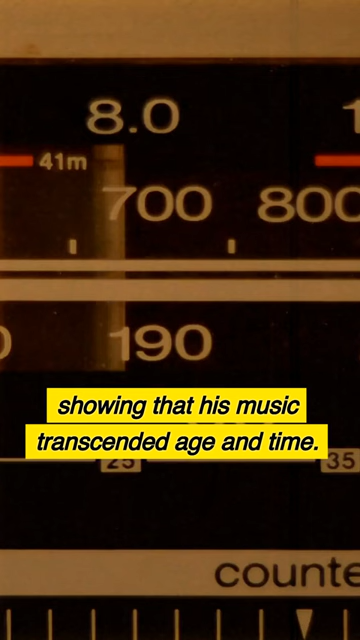 8.0
41m
700 800
190
showing that his music
transcended age and time.
25 35
counte